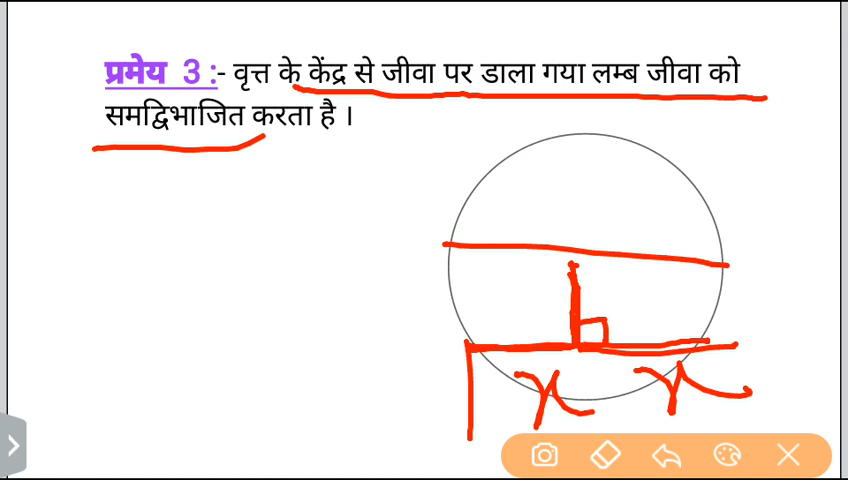 प्रमेय 3 :- वृत्त के केंद्र से जीवा पर डाला गया लम्ब जीवा को
समद्विभाजित करता है ।
x x